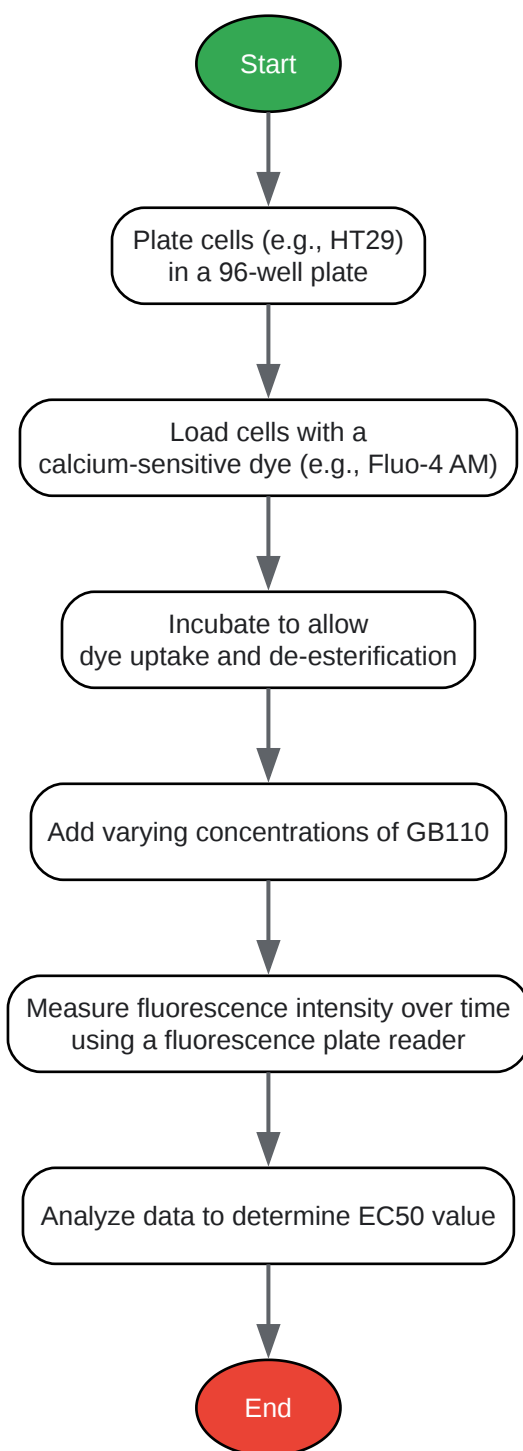 Start
Plate cells (e.g., HT29)
in a 96-well plate
Load cells with a
calcium-sensitive dye (e.g., Fluo-4 AM)
Incubate to allow
dye uptake and de-esterification
Add varying concentrations of GB110
Measure fluorescence intensity over time
using a fluorescence plate reader
Analyze data to determine EC50 value
End